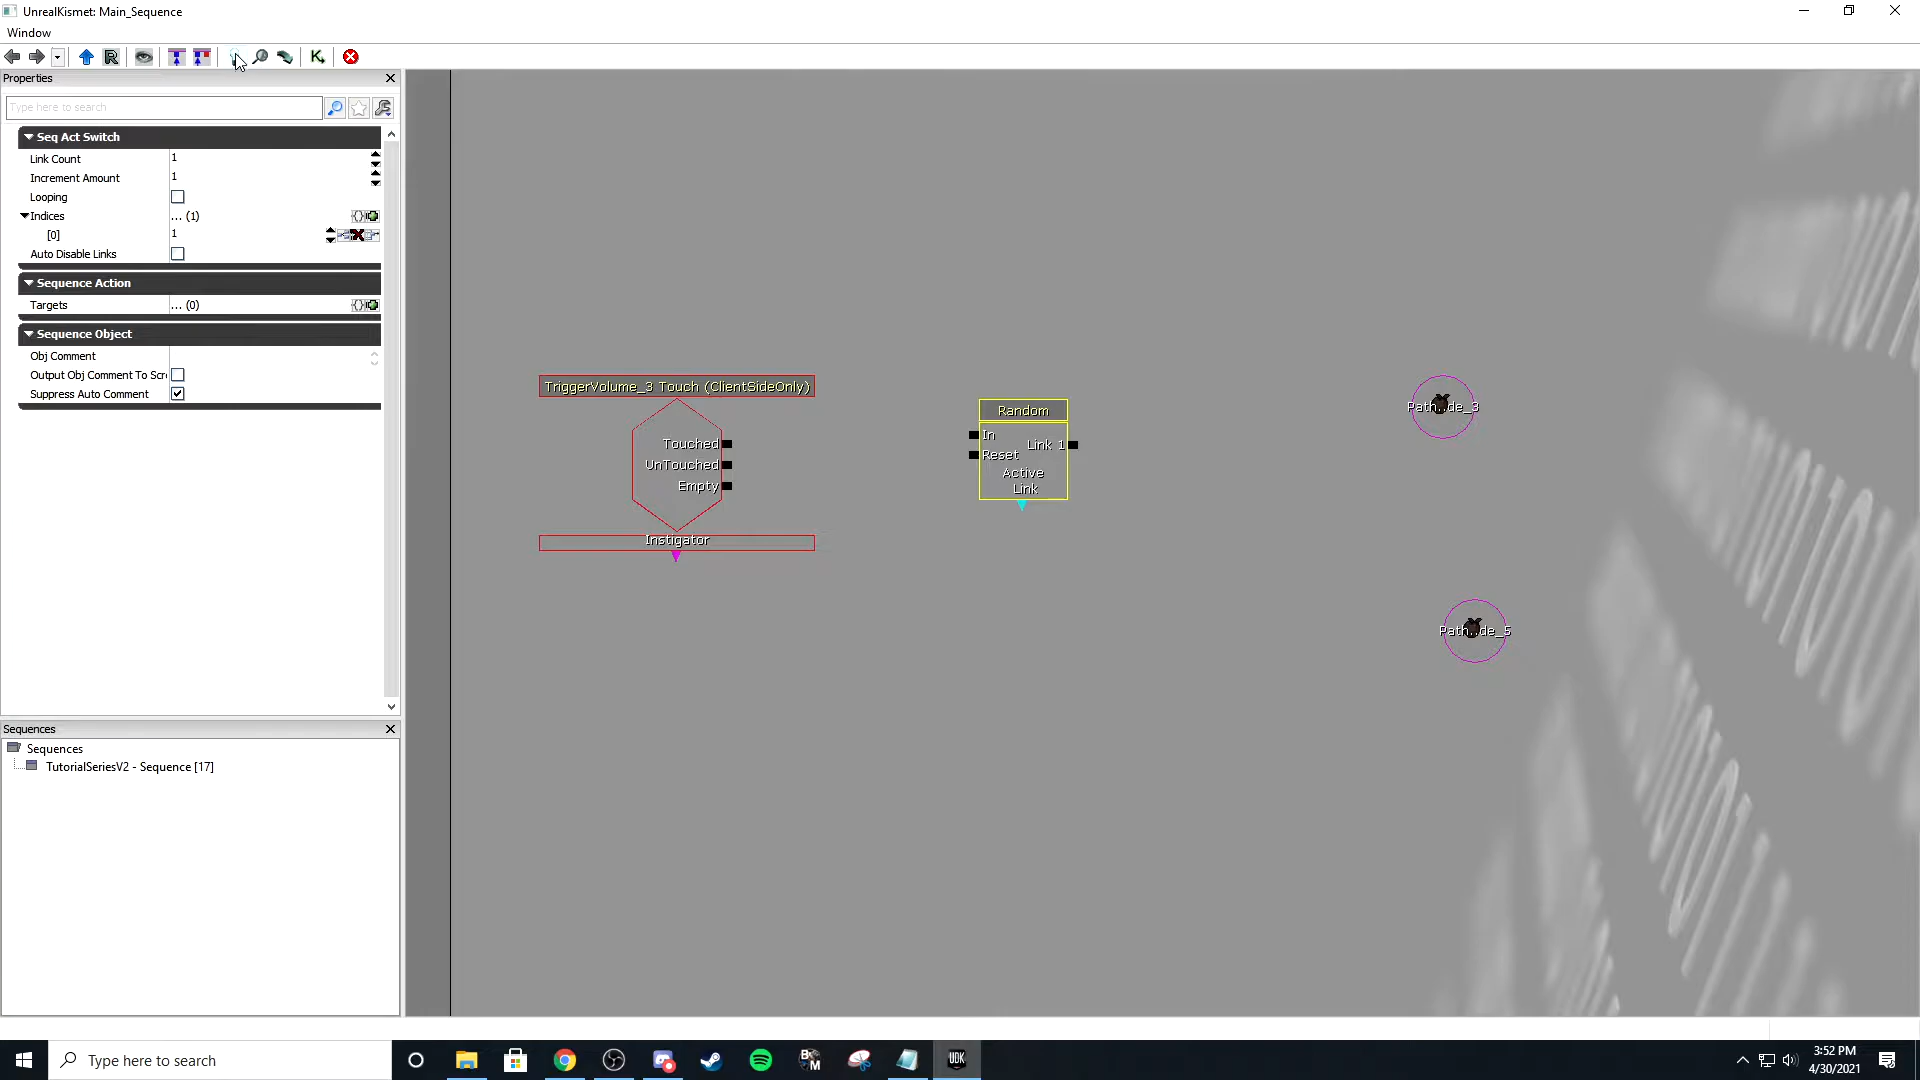 UnrealKismet: Main_Sequence
Window
Properties
Type here to search
Seq Act Switch
Link Count 1
Increment Amount 1
Looping
Indices ... (1)
[0] 1
Auto Disable Links
Sequence Action
Targets ... (0)
Sequence Object
Obj Comment
Output Obj Comment To Scre
Suppress Auto Comment
TriggerVolume_3 Touch (ClientSideOnly)
Touched
UnTouched
Empty
Instigator
Random
In
Link 1
Reset
Active
Link
Path..de_3
Path..de_5
Sequences
Sequences
TutorialSeriesV2 - Sequence [17]
Type here to search
UDK
3:52 PM
4/30/2021